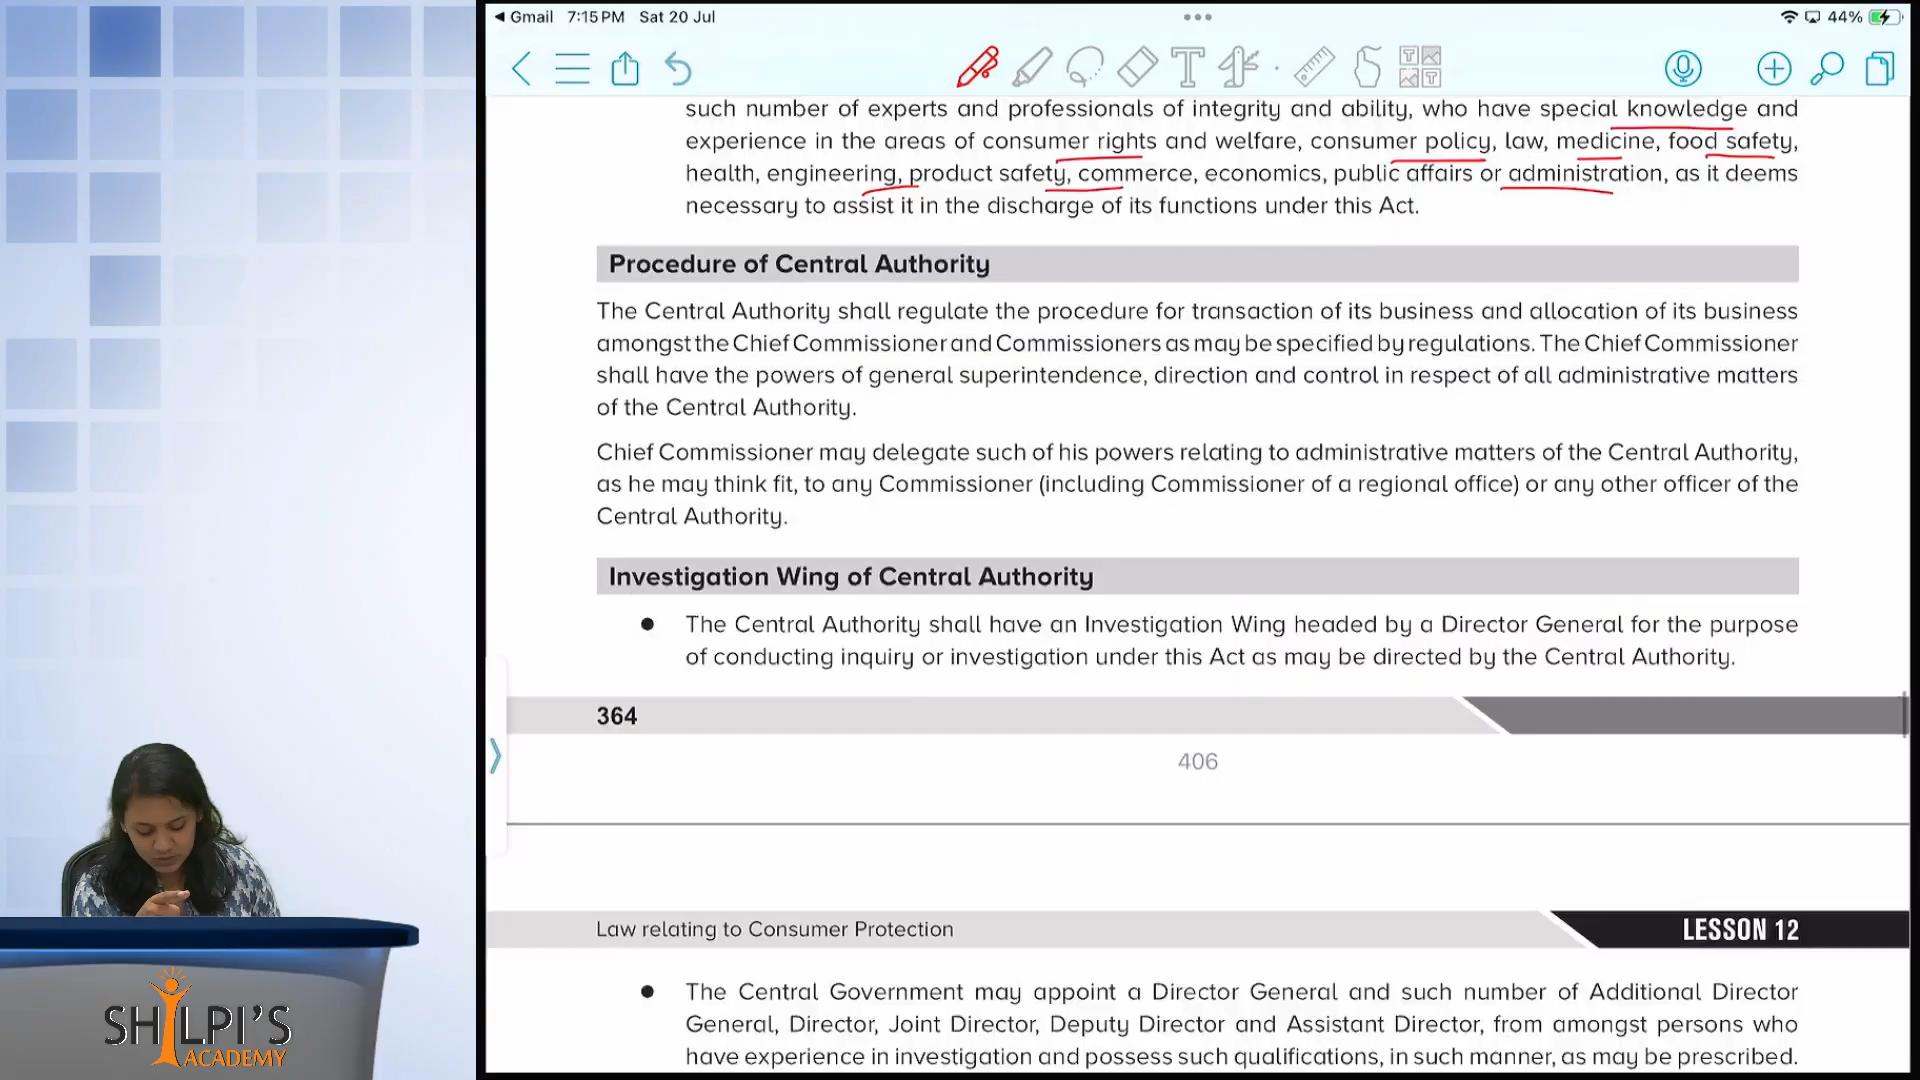 Gmail 7:15 PM Sat 20 Jul
44%
such number of experts and professionals of integrity and ability, who have special knowledge and
experience in the areas of consumer rights and welfare, consumer policy, law, medicine, food safety,
health, engineering, product safety, commerce, economics, public affairs or administration, as it deems
necessary to assist it in the discharge of its functions under this Act.
Procedure of Central Authority
The Central Authority shall regulate the procedure for transaction of its business and allocation of its business
amongst the Chief Commissioner and Commissioners as may be specified by regulations. The Chief Commissioner
shall have the powers of general superintendence, direction and control in respect of all administrative matters
of the Central Authority.
Chief Commissioner may delegate such of his powers relating to administrative matters of the Central Authority,
as he may think fit, to any Commissioner (including Commissioner of a regional office) or any other officer of the
Central Authority.
Investigation Wing of Central Authority
● The Central Authority shall have an Investigation Wing headed by a Director General for the purpose
of conducting inquiry or investigation under this Act as may be directed by the Central Authority.
364
406
Law relating to Consumer Protection
LESSON 12
● The Central Government may appoint a Director General and such number of Additional Director
General, Director, Joint Director, Deputy Director and Assistant Director, from amongst persons who
have experience in investigation and possess such qualifications, in such manner, as may be prescribed.
SHILPI'S
ACADEMY